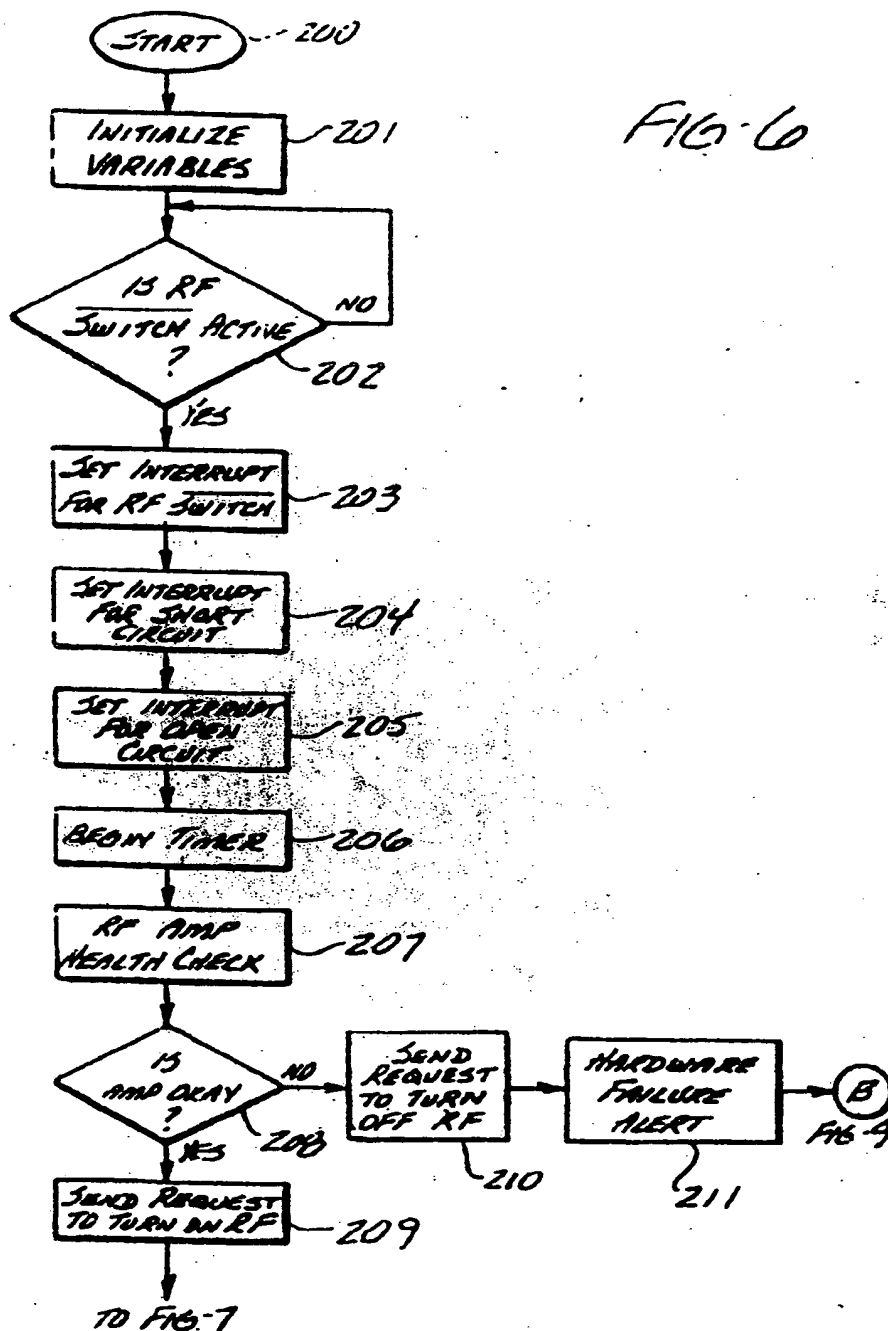 START
200
FIG-6
INITIALIZE
VARIABLES
201
IS RF
SWITCH ACTIVE
?
NO
202
YES
SET INTERRUPT
FOR RF SWITCH
203
SET INTERRUPT
FOR SHORT
CIRCUIT
204
SET INTERRUPT
FOR OPEN
CIRCUIT
205
BEGIN TIMER
206
RF AMP
HEALTH CHECK
207
IS
AMP OKAY
?
NO
208
YES
SEND
REQUEST
TO TURN
OFF RF
210
HARDWARE
FAILURE
ALERT
211
B
FIG-9
SEND REQUEST
TO TURN ON RF
209
TO FIG-7